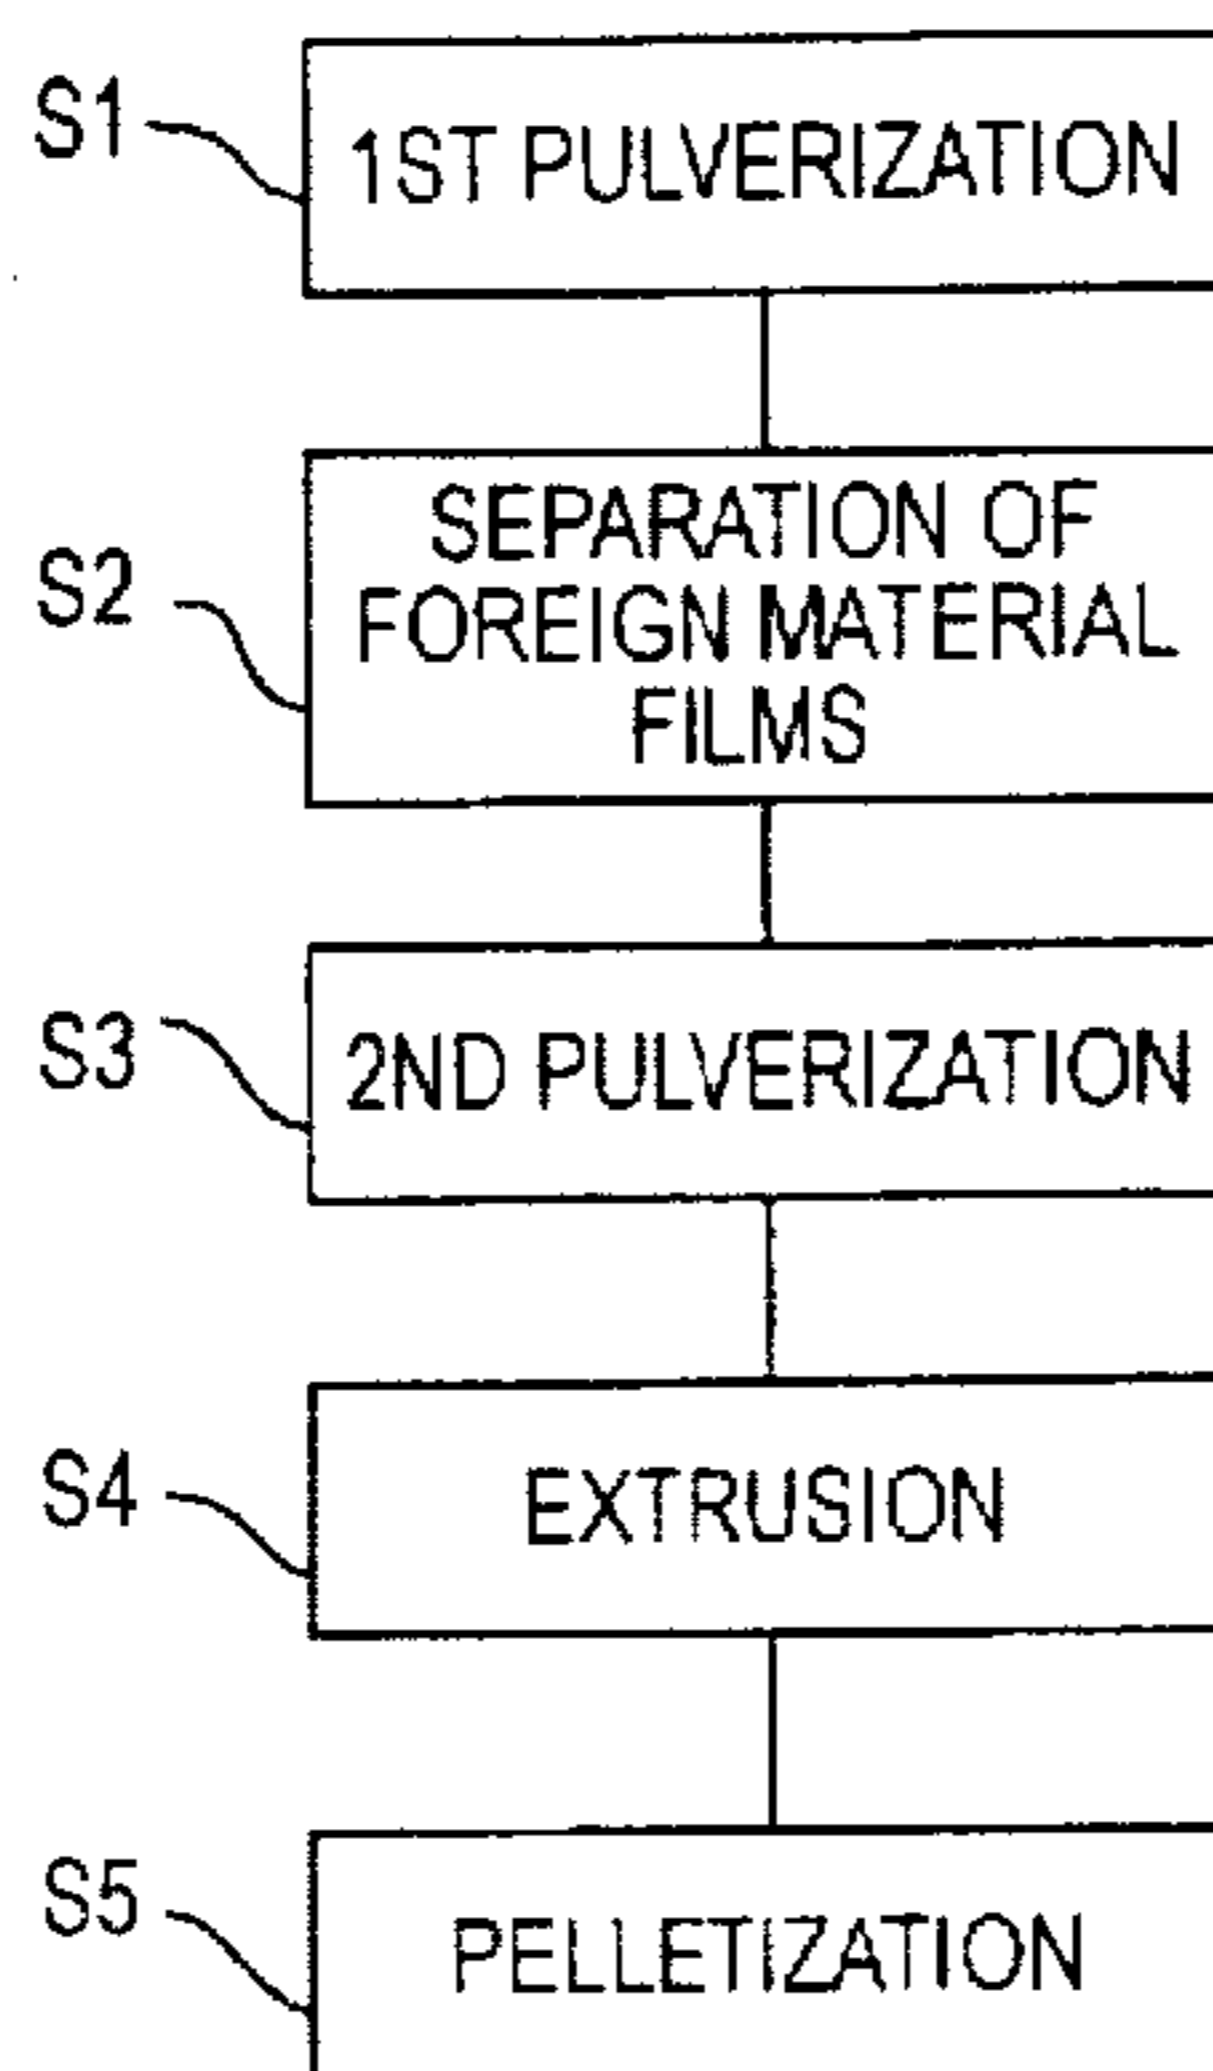 S1
1ST PULVERIZATION
S2
SEPARATION OF
FOREIGN MATERIAL
FILMS
S3
2ND PULVERIZATION
S4
EXTRUSION
S5
PELLETIZATION